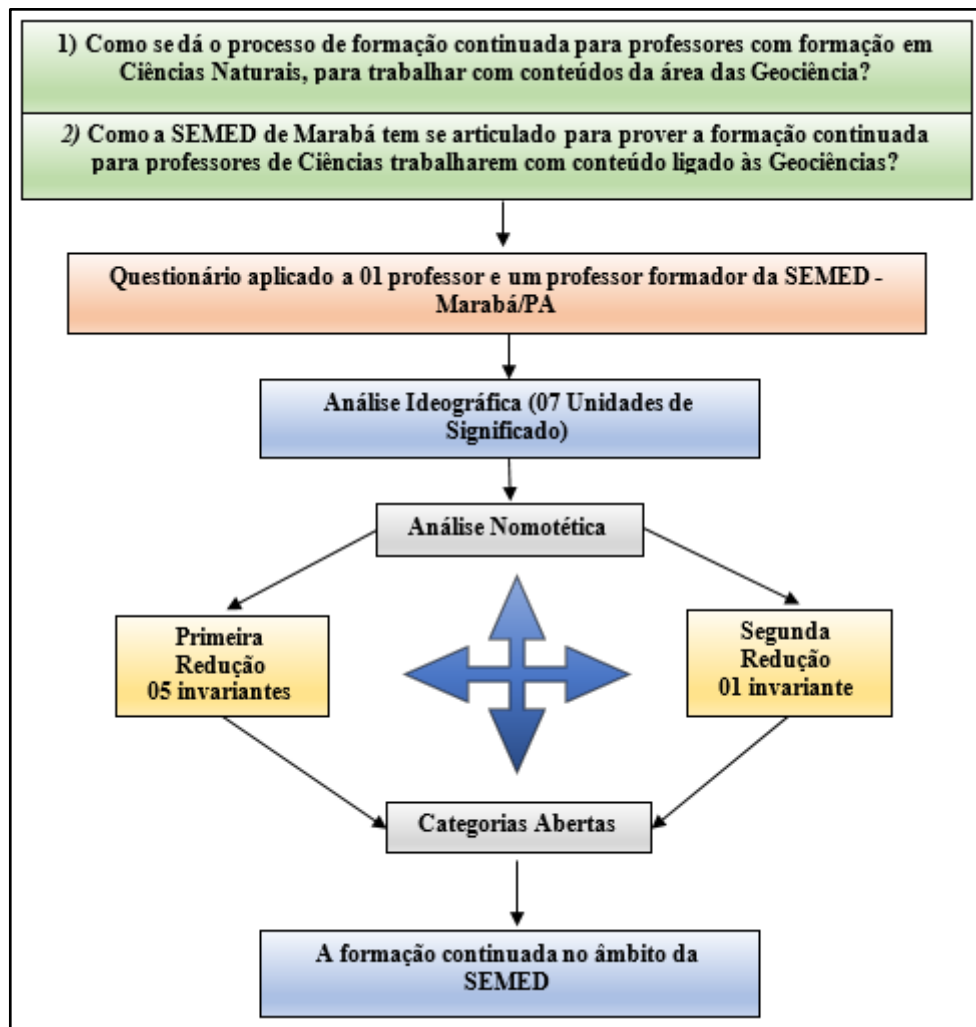 1) Como se dá o processo de formação continuada para professores com formação em
Ciências Naturais, para trabalhar com conteúdos da área das Geociência?
2) Como a SEMED de Marabá tem se articulado para prover a formação continuada
para professores de Ciências trabalharem com conteúdo ligado às Geociências?
Questionário aplicado a 01 professor e um professor formador da SEMED -
Marabá/PA
Análise Ideográfica (07 Unidades de
Significado)
Análise Nomotética
Primeira
Redução
05 invariantes
Segunda
Redução
01 invariante
Categorias Abertas
A formação continuada no âmbito da
SEMED